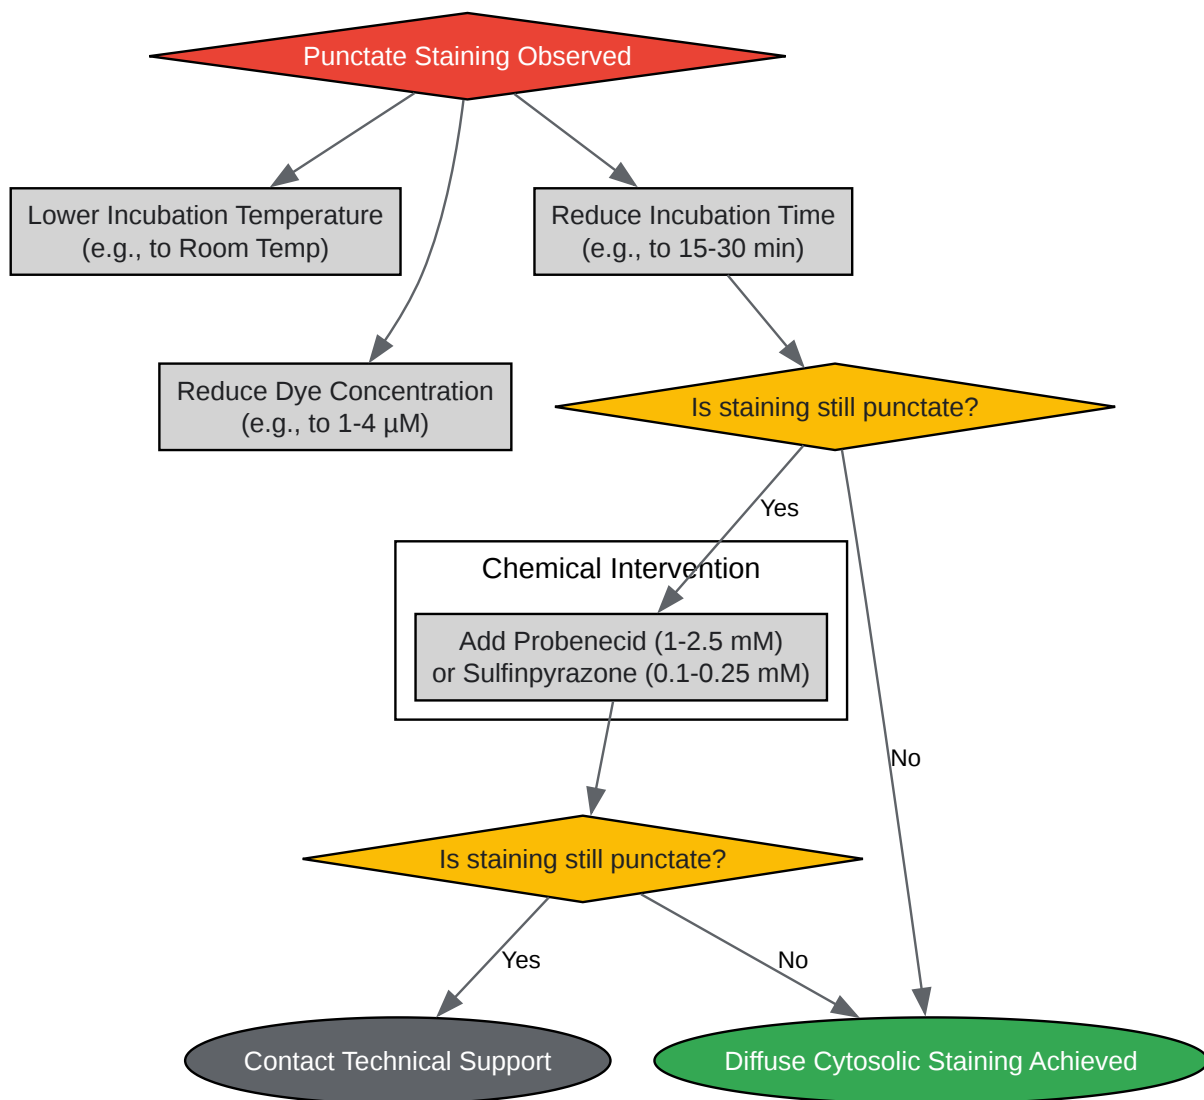 Punctate Staining Observed
Lower Incubation Temperature
(e.g., to Room Temp)
Reduce Incubation Time
(e.g., to 15-30 min)
Reduce Dye Concentration
(e.g., to 1-4 µM)
Is staining still punctate?
Yes
Chemical Intervention
Add Probenecid (1-2.5 mM)
or Sulfinpyrazone (0.1-0.25 mM)
No
Is staining still punctate?
Yes
No
Contact Technical Support
Diffuse Cytosolic Staining Achieved